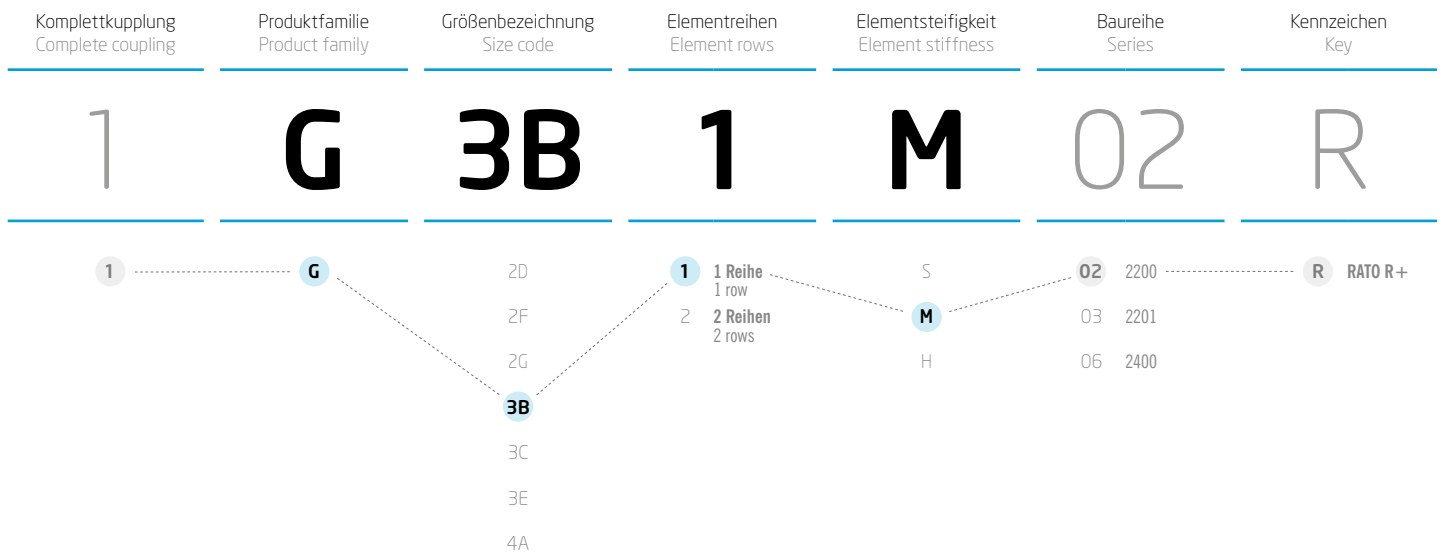 Komplettkupplung Produktfamilie Größenbezeichnung Elementreihen Elementsteifigkeit Baureihe Kennzeichen
Complete coupling Product family Size code Element rows Element stiffness Series Key
1 G 3B 1 M 02 R
1 G 2D 1 1 Reihe S 02 2200 R RATO R+
1 row
2F 2 2 Reihen M 03 2201
2 rows
2G H 06 2400
3B
3C
3E
4A